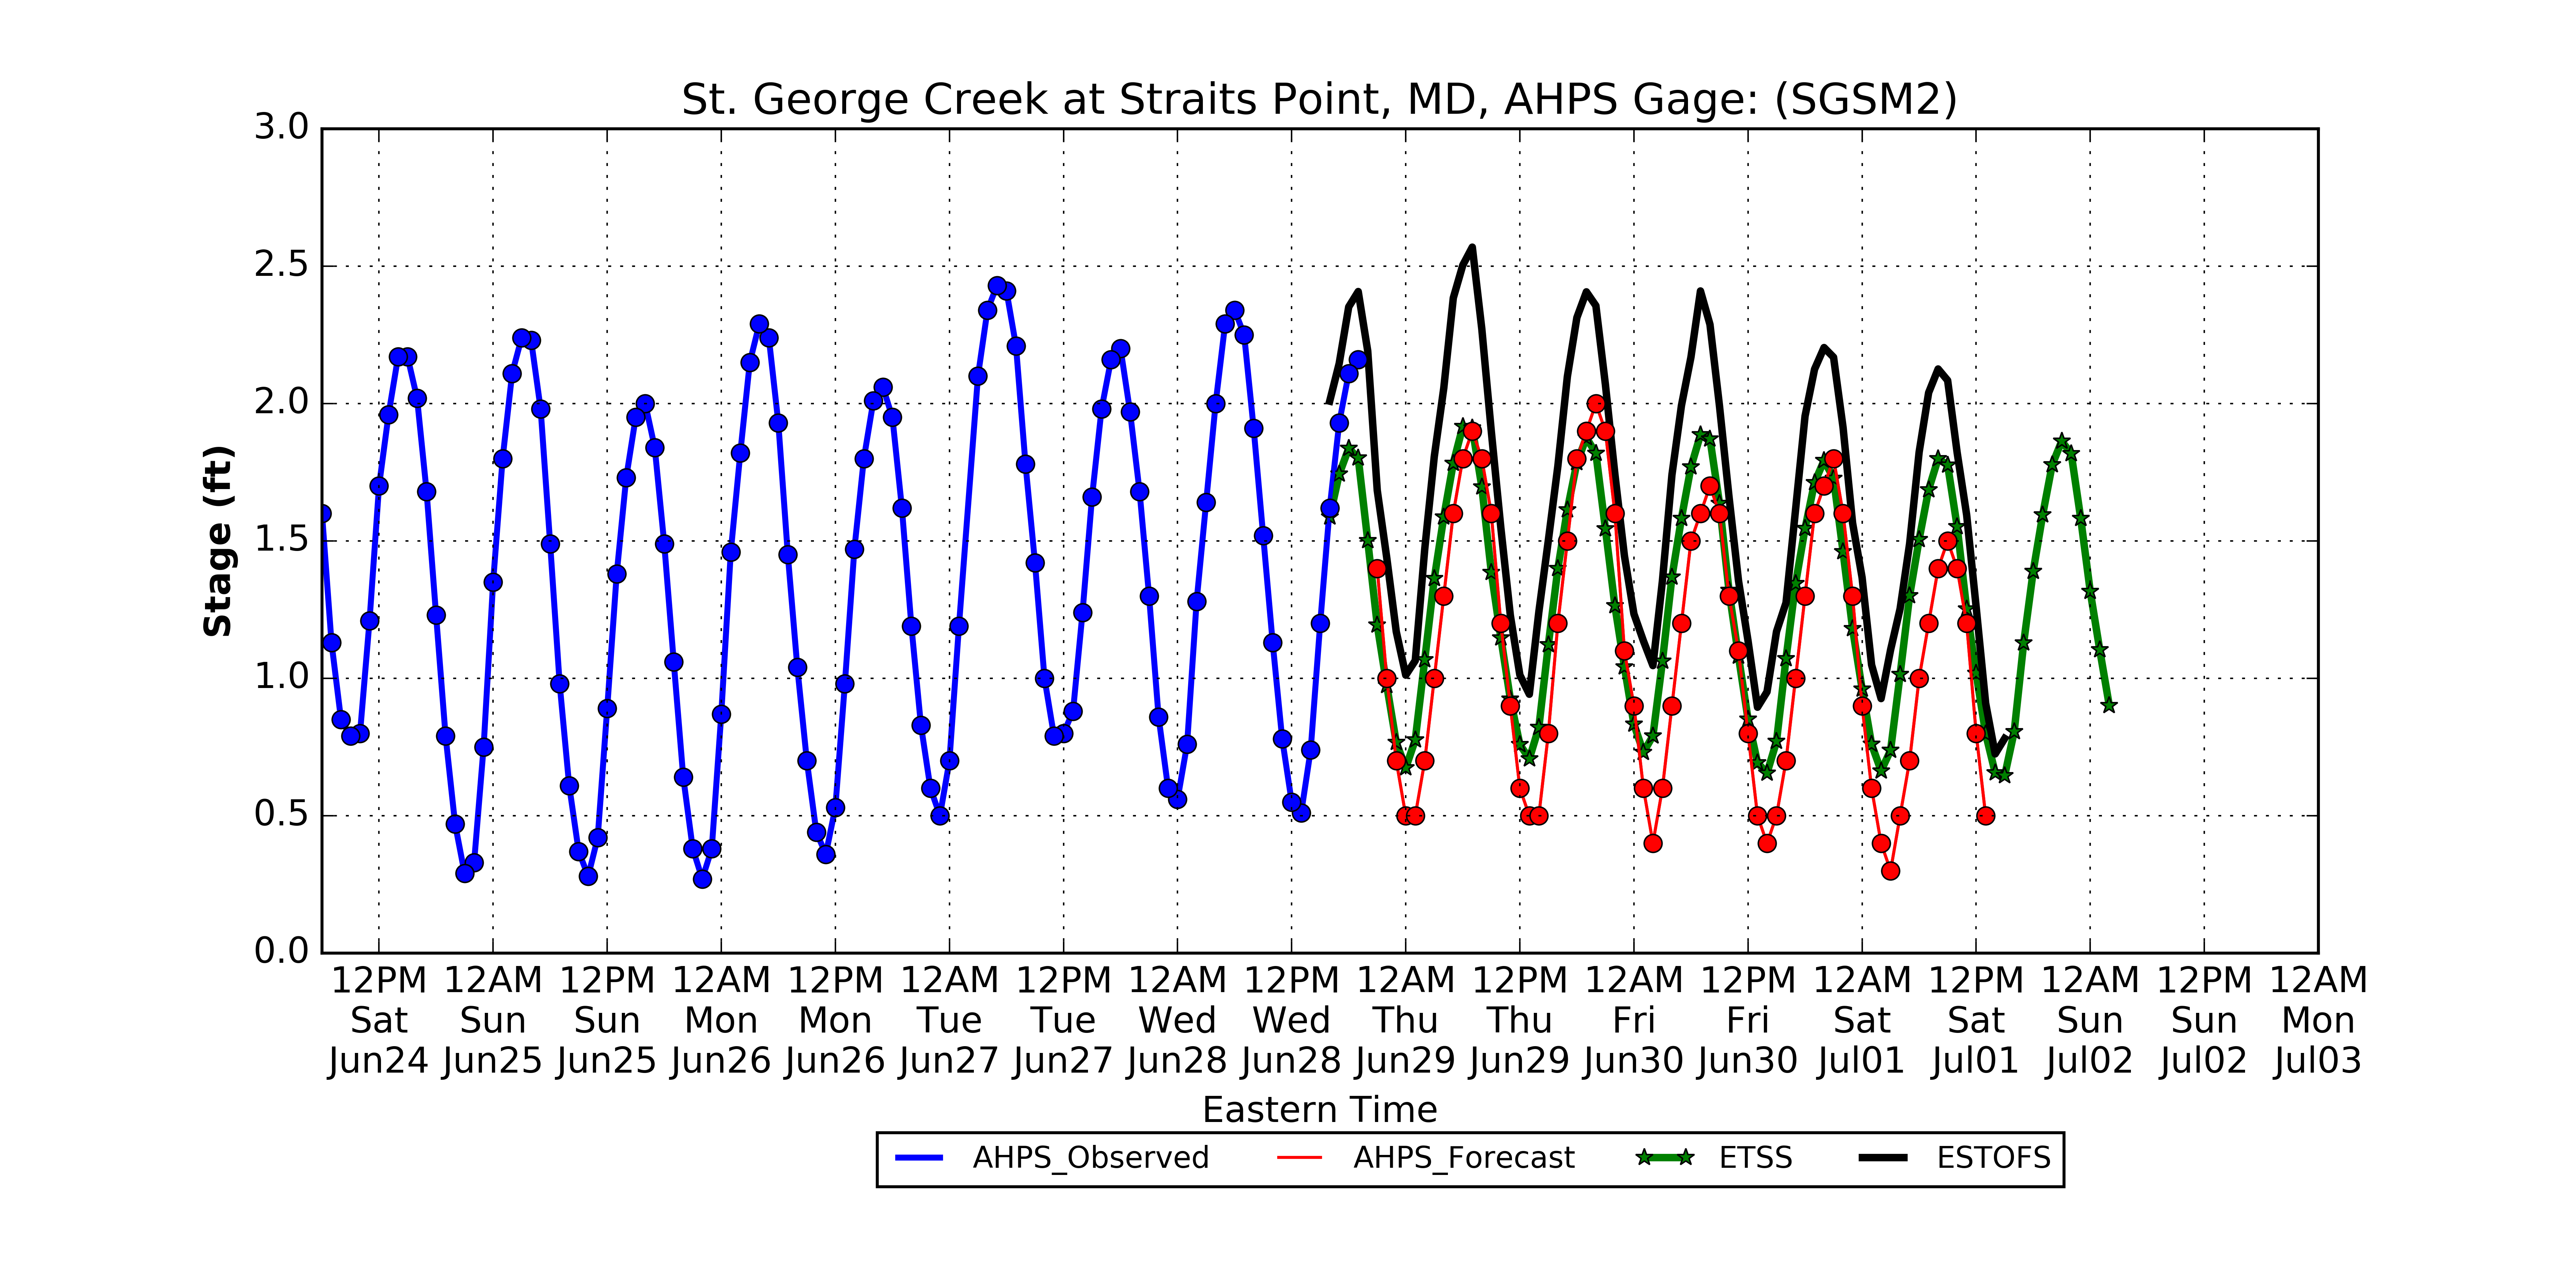 St. George Creek at Straits Point, MD, AHPS Gage: (SGSM2)
3.0
2.5
2.0
1.5
1.0
0.5
0.0
Stage (ft)
12PM 12AM 12PM 12AM 12PM 12AM 12PM 12AM 12PM 12AM 12PM 12AM 12PM 12AM 12PM 12AM 12PM 12AM
Sat Sun Sun Mon Mon Tue Tue Wed Wed Thu Thu Fri Fri Sat Sat Sun Sun Mon
Jun24 Jun25 Jun25 Jun26 Jun26 Jun27 Jun27 Jun28 Jun28 Jun29 Jun29 Jun30 Jun30 Jul01 Jul01 Jul02 Jul02 Jul03
Eastern Time
AHPS_Observed AHPS_Forecast ETSS ESTOFS